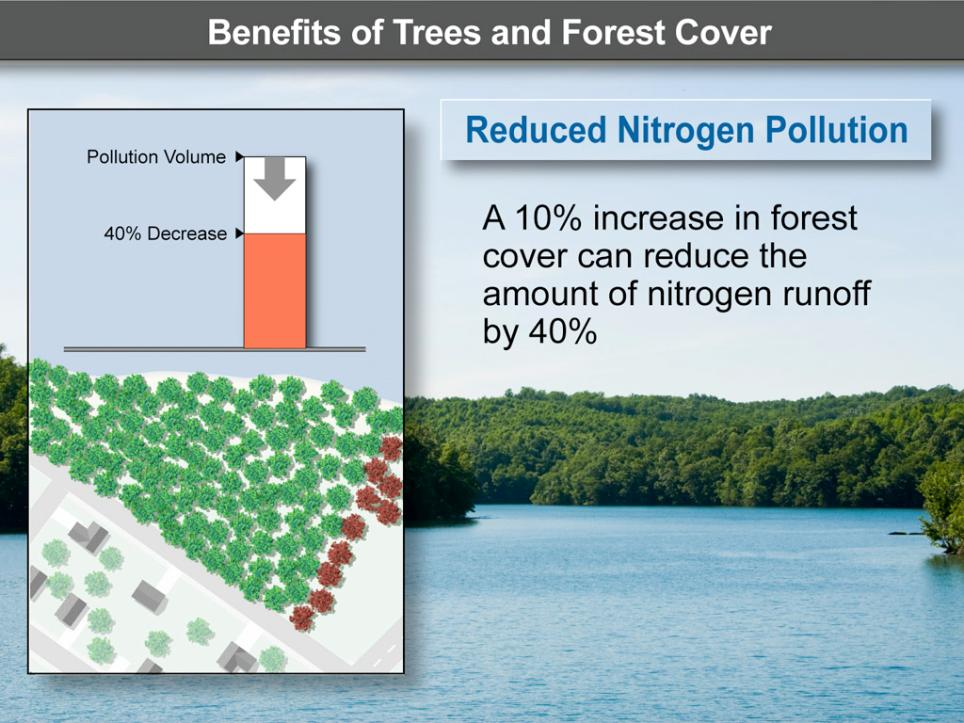 Benefits of Trees and Forest Cover
Pollution Volume
40% Decrease
Reduced Nitrogen Pollution
A 10% increase in forest
cover can reduce the
amount of nitrogen runoff
by 40%